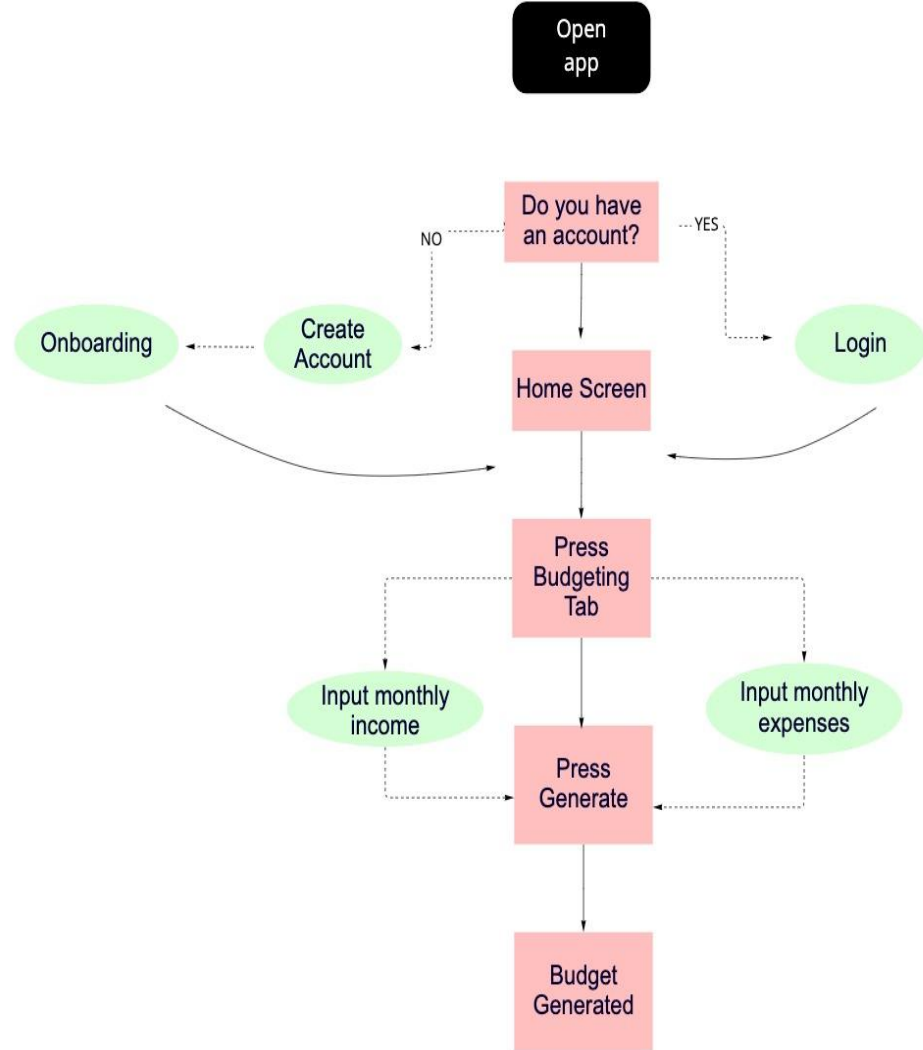 Open
app
Do you have
an account?
NO
YES
Onboarding
Create
Account
Login
Home Screen
Press
Budgeting
Tab
Input monthly
income
Input monthly
expenses
Press
Generate
Budget
Generated